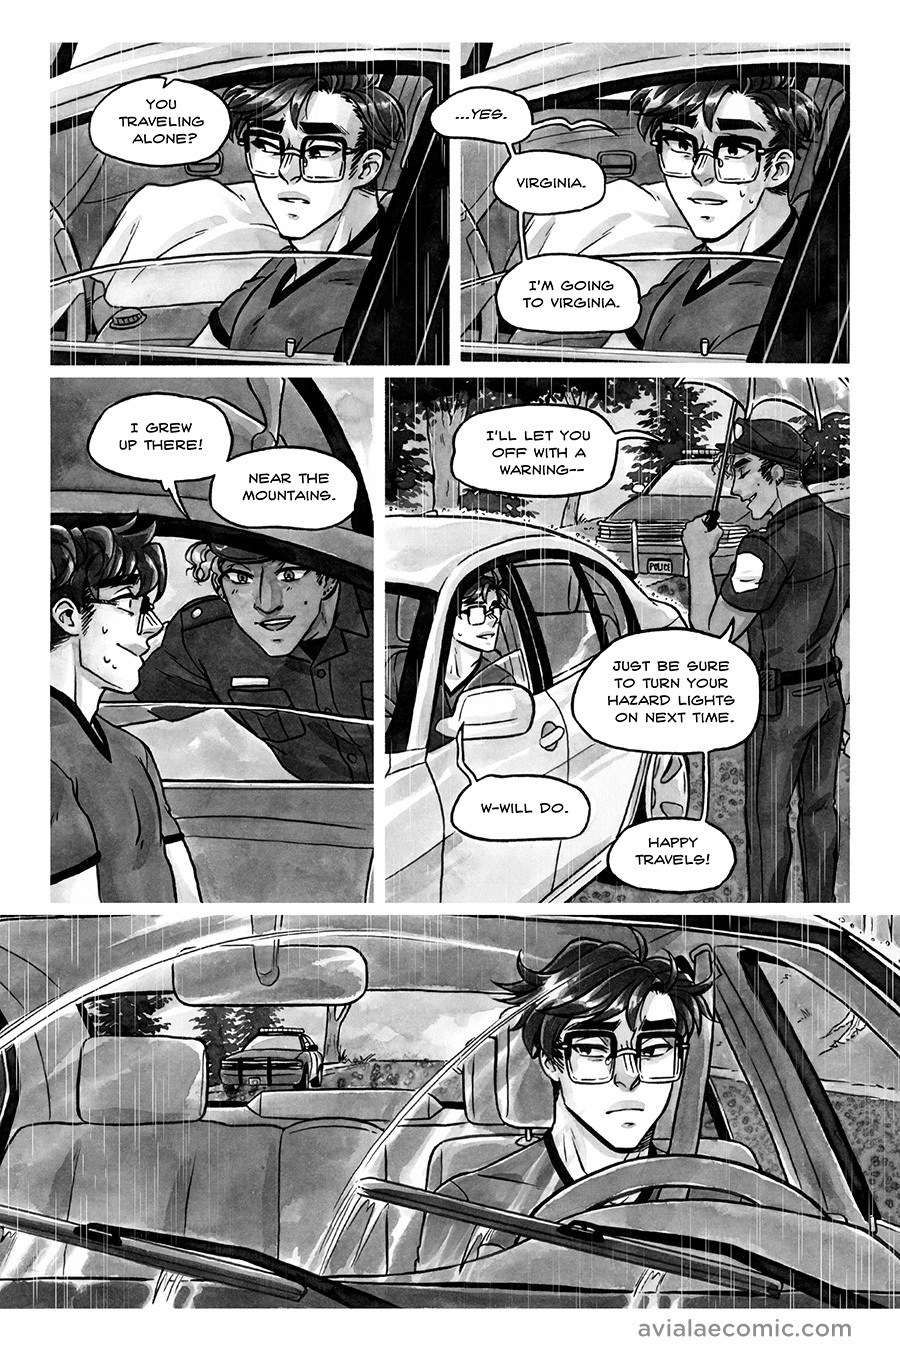 YOU
TRAVELING
ALONE?
...YES.
VIRGINIA.
I'M GOING
TO VIRGINIA.
I GREW
UP THERE!
NEAR THE
MOUNTAINS.
I'LL LET YOU
OFF WITH A
WARNING--
POLICE
JUST BE SURE
TO TURN YOUR
HAZARD LIGHTS
ON NEXT TIME.
W-WILL DO.
HAPPY
TRAVELS!
avialaecomic.com